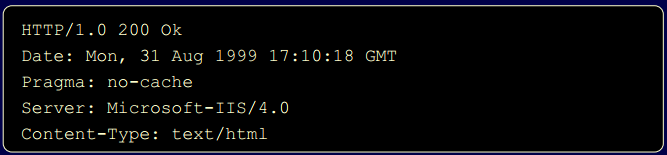 HTTP/1.0 200 Ok
Date: Mon, 31 Aug 1999 17:10:18 GMT
Pragma: no-cache
Server: Microsoft-IIS/4.0
Content-Type: text/html